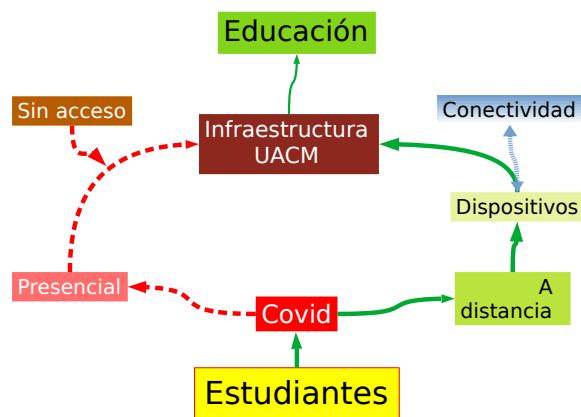 Educación
Sin acceso
Conectividad
Infraestructura
UACM
Dispositivos
Presencial
A
distancia
Covid
Estudiantes